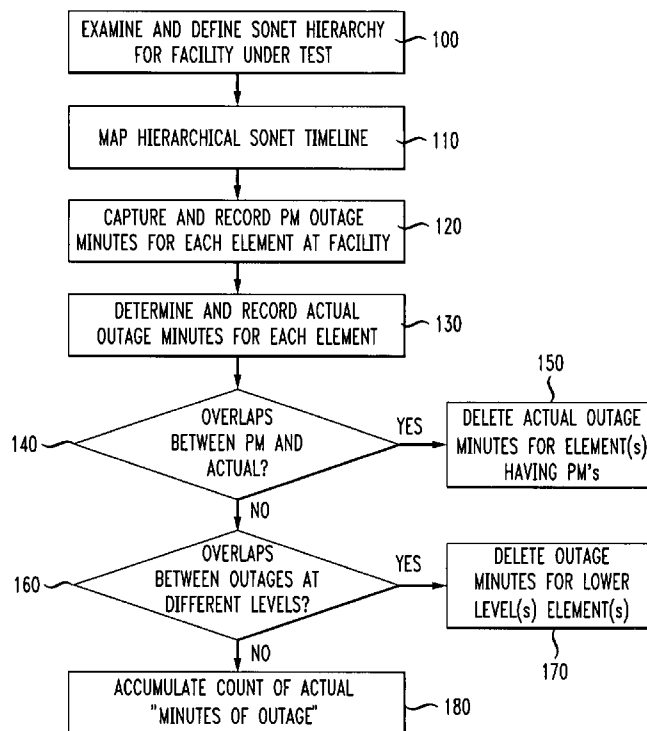 EXAMINE AND DEFINE SONET HIERARCHY
FOR FACILITY UNDER TEST
100
MAP HIERARCHICAL SONET TIMELINE
110
CAPTURE AND RECORD PM OUTAGE
MINUTES FOR EACH ELEMENT AT FACILITY
120
DETERMINE AND RECORD ACTUAL
OUTAGE MINUTES FOR EACH ELEMENT
130
140
OVERLAPS
BETWEEN PM AND
ACTUAL?
YES
NO
150
DELETE ACTUAL OUTAGE
MINUTES FOR ELEMENT(s)
HAVING PM's
160
OVERLAPS
BETWEEN OUTAGES AT
DIFFERENT LEVELS?
YES
NO
DELETE OUTAGE
MINUTES FOR LOWER
LEVEL(s) ELEMENT(s)
170
ACCUMULATE COUNT OF ACTUAL
"MINUTES OF OUTAGE"
180